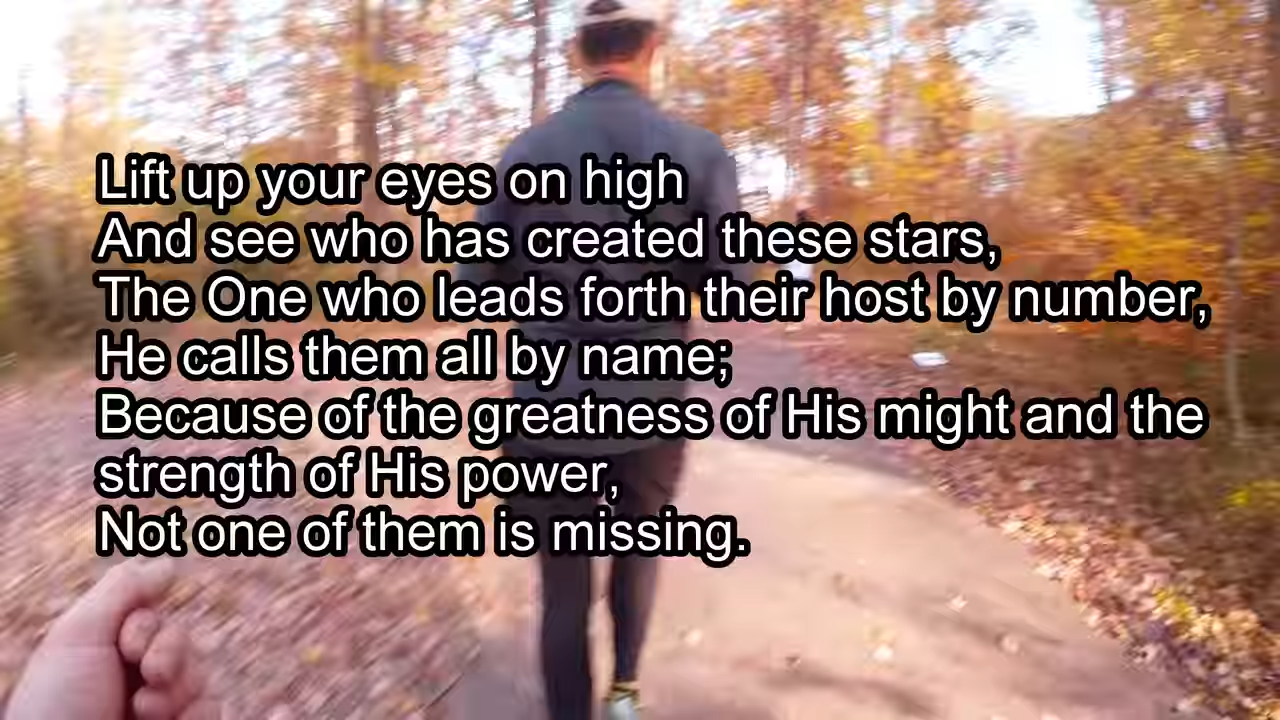 Lift up your eyes on high
And see who has created these stars,
The One who leads forth their host by number,
He calls them all by name;
Because of the greatness of His might and the
strength of His power,
Not one of them is missing.